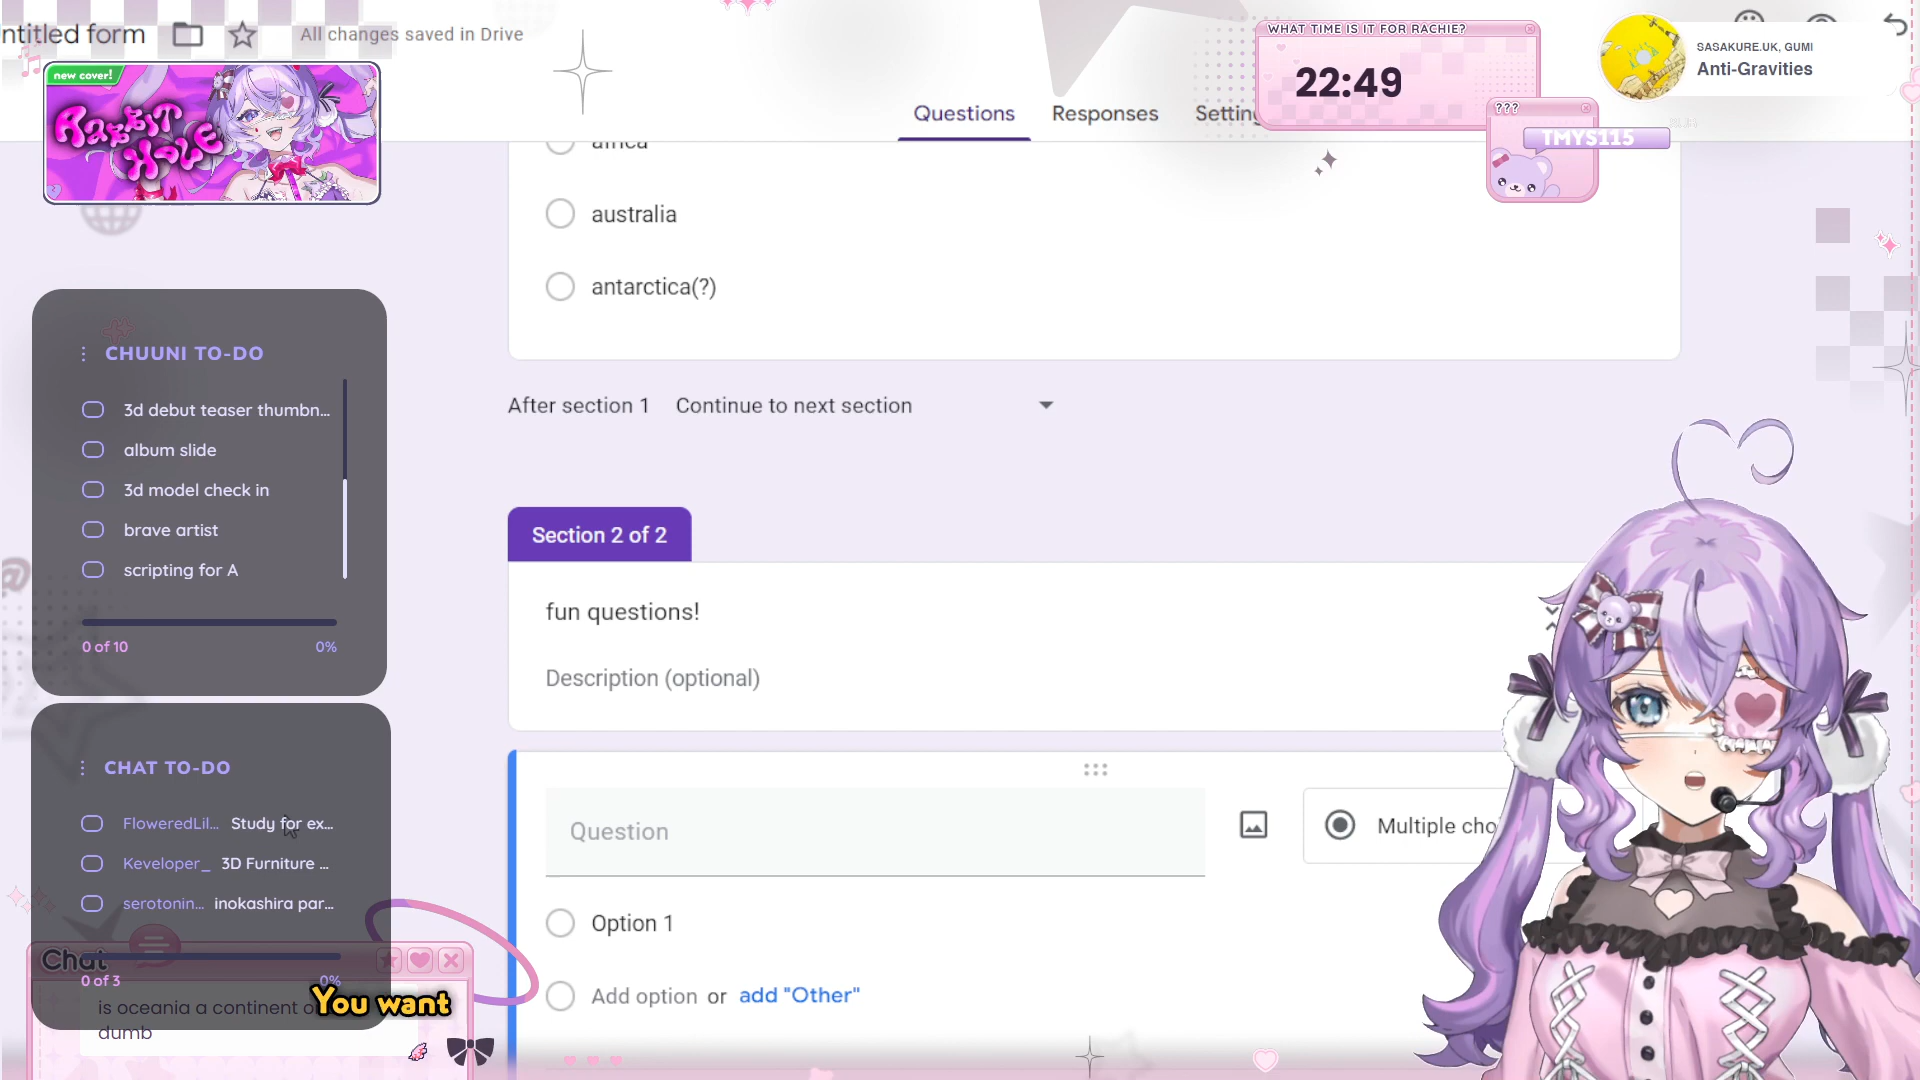 ntitled form
All changes saved in Drive
new cover!
RABBIT HOLE
Questions
Responses
Settin
WHAT TIME IS IT FOR RACHIE?
22:49
???
TMYS115
SASAKURE.UK, GUMI
Anti-Gravities
africa
australia
antarctica(?)
After section 1 Continue to next section
Section 2 of 2
fun questions!
Description (optional)
Question
Multiple cho
Option 1
Add option or add "Other"
CHUUNI TO-DO
3d debut teaser thumbn...
album slide
3d model check in
brave artist
scripting for A
0 of 10 0%
CHAT TO-DO
FloweredLil... Study for ex...
Keveloper_ 3D Furniture ...
serotonin... inokashira par...
0 of 3 0%
Chat
is oceania a continent
dumb
You want